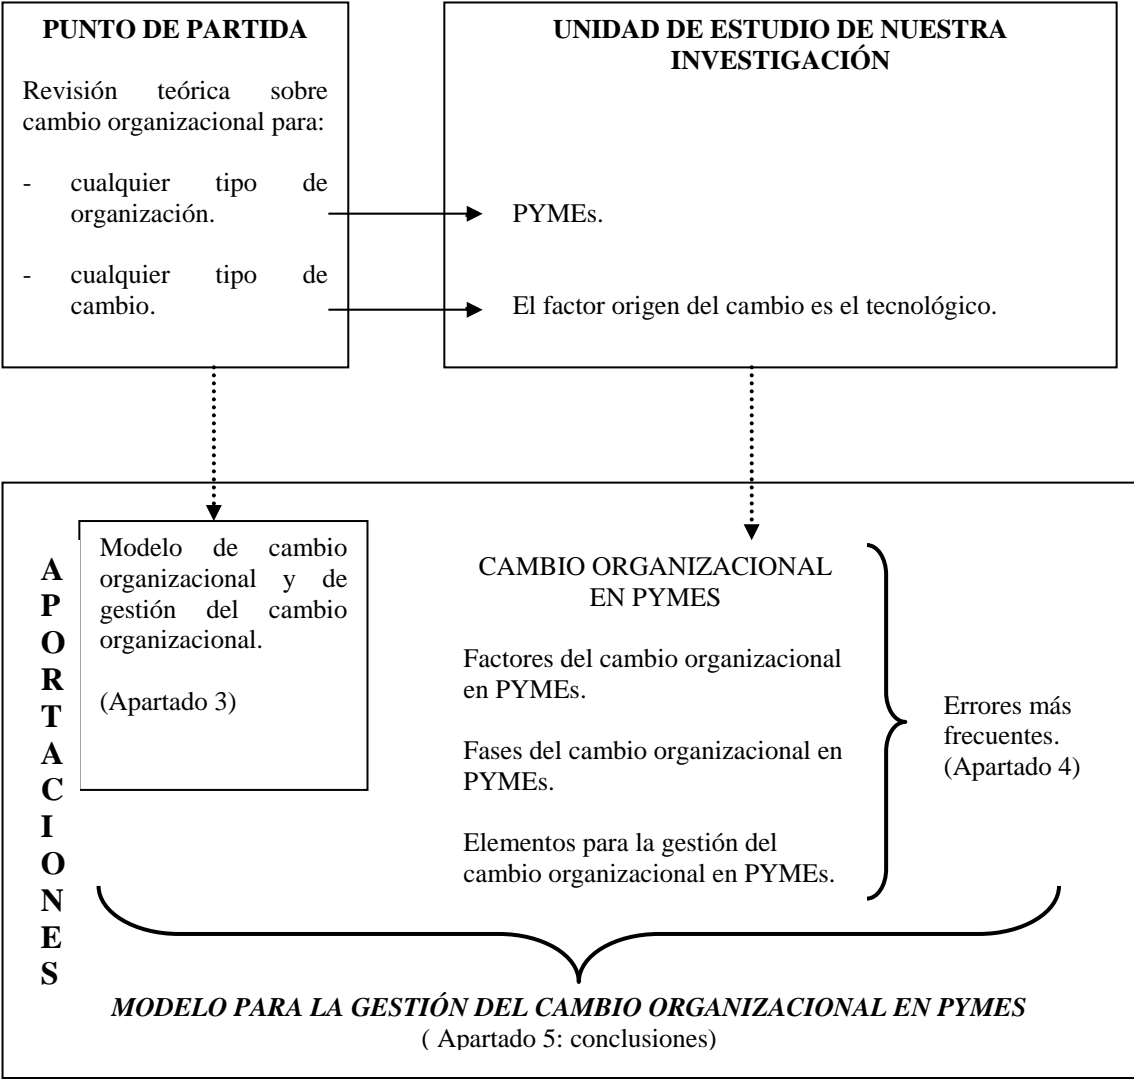 PUNTO DE PARTIDA
Revisión teórica sobre
cambio organizacional para:
- cualquier tipo de
organización.
- cualquier tipo de
cambio.
UNIDAD DE ESTUDIO DE NUESTRA
INVESTIGACIÓN
PYMEs.
El factor origen del cambio es el tecnológico.
APORTACIONES
Modelo de cambio
organizacional y de
gestión del cambio
organizacional.
(Apartado 3)
CAMBIO ORGANIZACIONAL
EN PYMES
Factores del cambio organizacional
en PYMEs.
Fases del cambio organizacional en
PYMEs.
Elementos para la gestión del
cambio organizacional en PYMEs.
Errores más
frecuentes.
(Apartado 4)
MODELO PARA LA GESTIÓN DEL CAMBIO ORGANIZACIONAL EN PYMES
( Apartado 5: conclusiones)